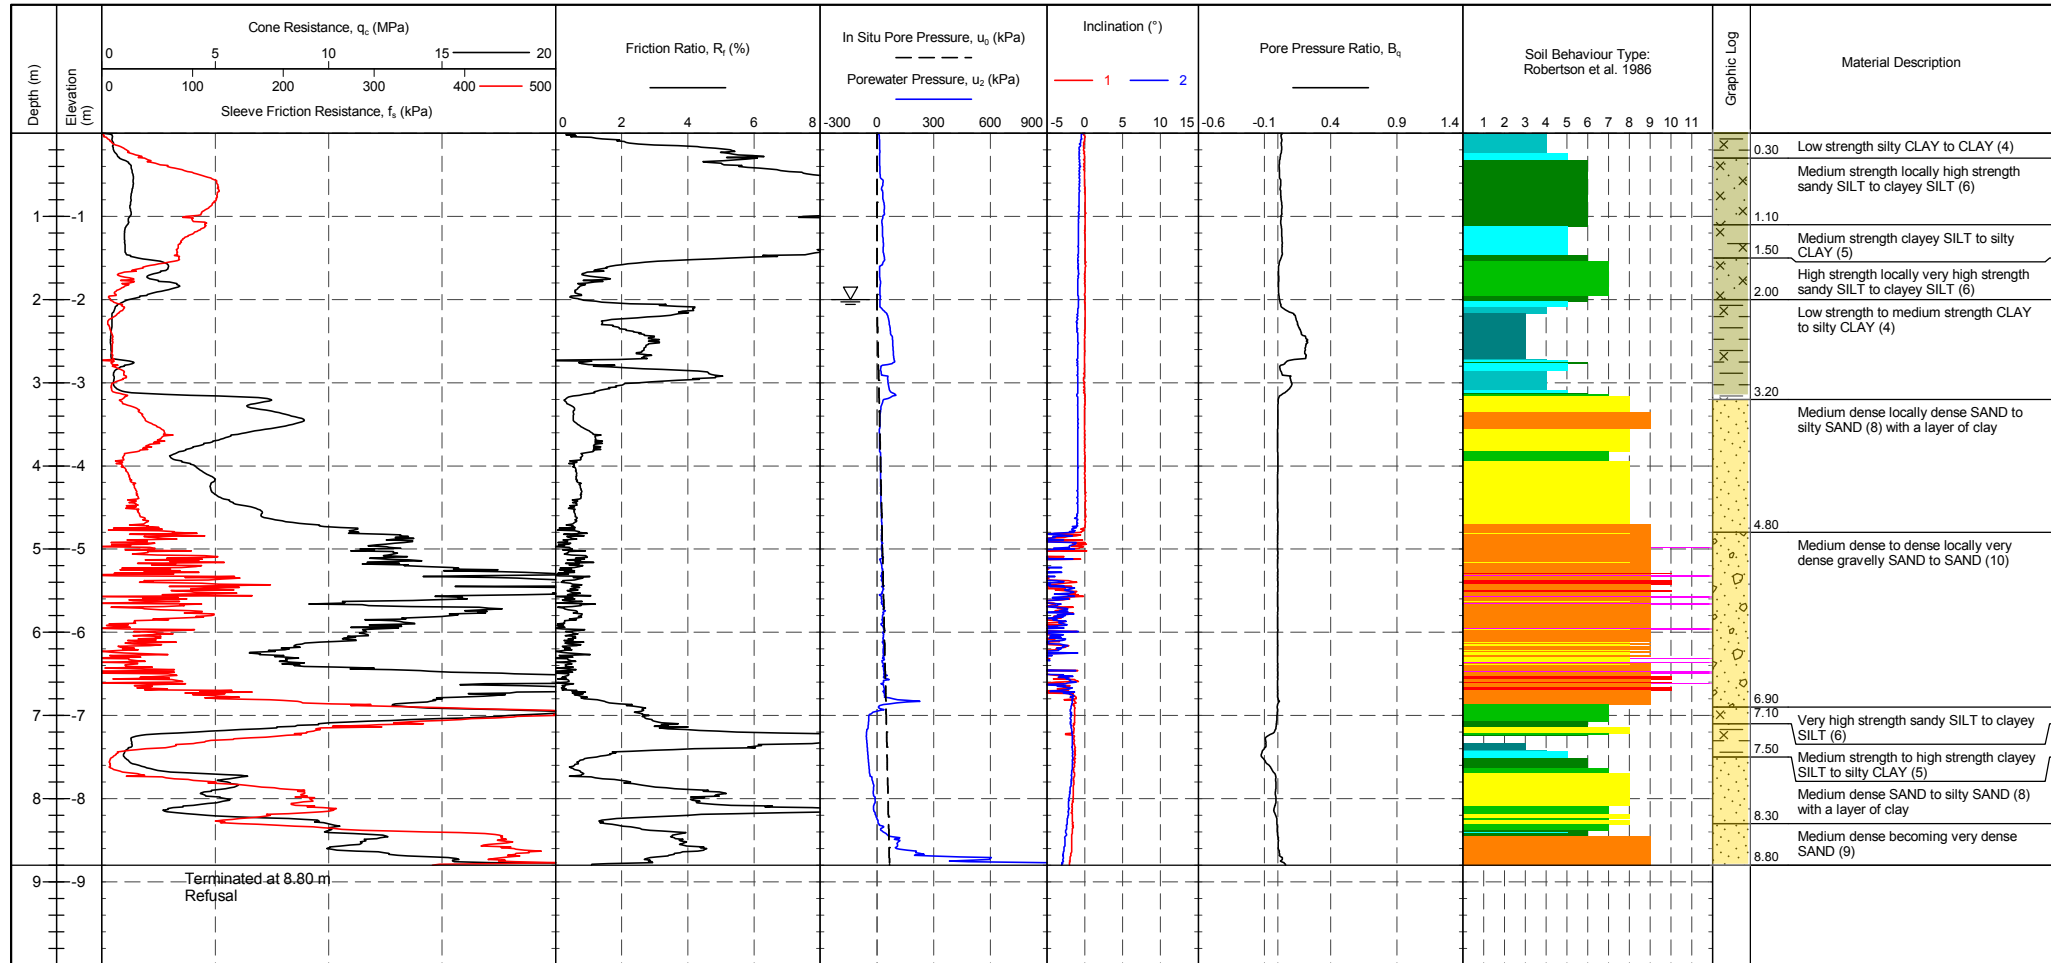 Depth (m)
Elevation (m)
Cone Resistance, qc (MPa)
0 5 10 15 20
0 100 200 300 400 500
Sleeve Friction Resistance, fs (kPa)
Friction Ratio, Rf (%)
0 2 4 6 8
In Situ Pore Pressure, u0 (kPa)
Porewater Pressure, u2 (kPa)
-300 0 300 600 900
Inclination (°)
1 2
-5 0 5 10 15
Pore Pressure Ratio, Bq
-0.6 -0.1 0.4 0.9 1.4
Soil Behaviour Type:
Robertson et al. 1986
1 2 3 4 5 6 7 8 9 10 11
Graphic Log
Material Description
0.30 Low strength silty CLAY to CLAY (4)
Medium strength locally high strength
sandy SILT to clayey SILT (6)
1 -1
1.10
Medium strength clayey SILT to silty
CLAY (5)
1.50
High strength locally very high strength
sandy SILT to clayey SILT (6)
2 -2
2.00
Low strength to medium strength CLAY
to silty CLAY (4)
3 -3
3.20
Medium dense locally dense SAND to
silty SAND (8) with a layer of clay
4 -4
4.80
Medium dense to dense locally very
dense gravelly SAND to SAND (10)
5 -5
6 -6
6.90
7 -7
7.10
Very high strength sandy SILT to clayey
SILT (6)
7.50
Medium strength to high strength clayey
SILT to silty CLAY (5)
8 -8
Medium dense SAND to silty SAND (8)
with a layer of clay
8.30
Medium dense becoming very dense
SAND (9)
8.80
9 -9
Terminated at 8.80 m
Refusal